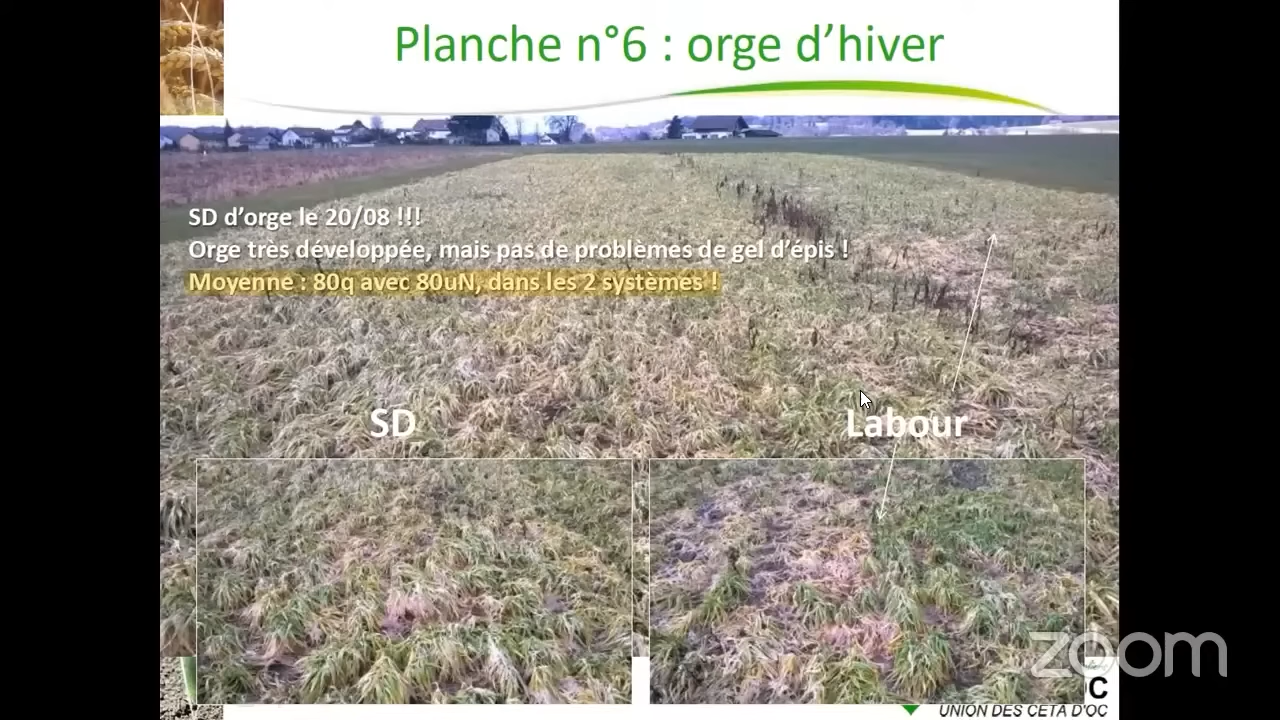 Planche n°6 : orge d'hiver
SD d'orge le 20/08 !!!
Orge très développée, mais pas de problèmes de gel d'épis !
Moyenne : 80q avec 80uN, dans les 2 systèmes !
SD
Labour
zoom
C
UNION DES CETA D'OC